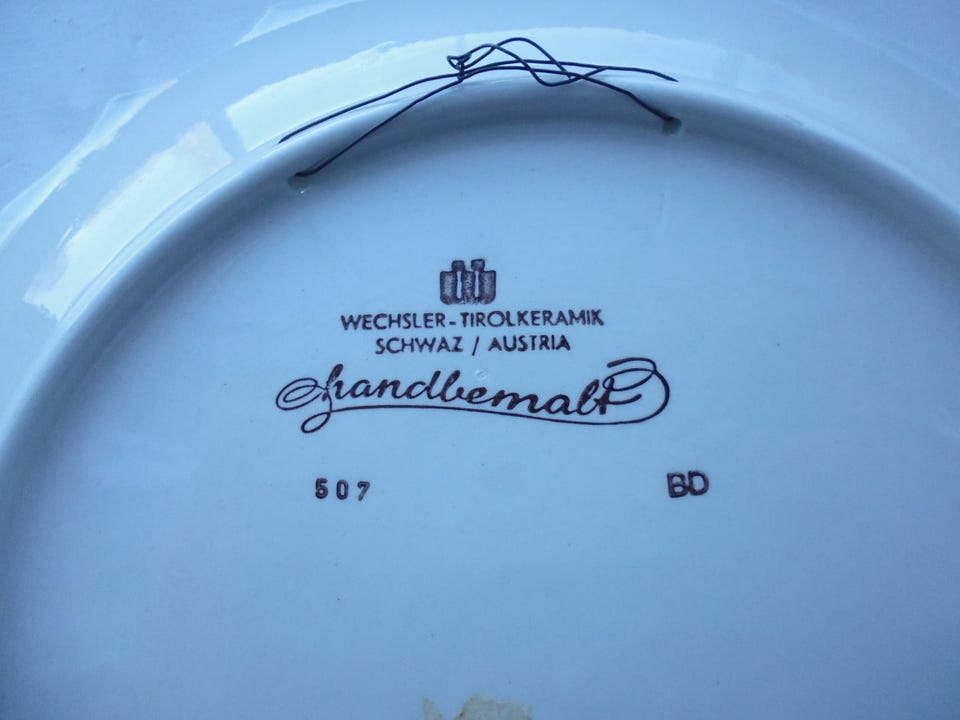 WECHSLER-TIROLKERAMIK
SCHWAZ / AUSTRIA
handbemalt
507 BD